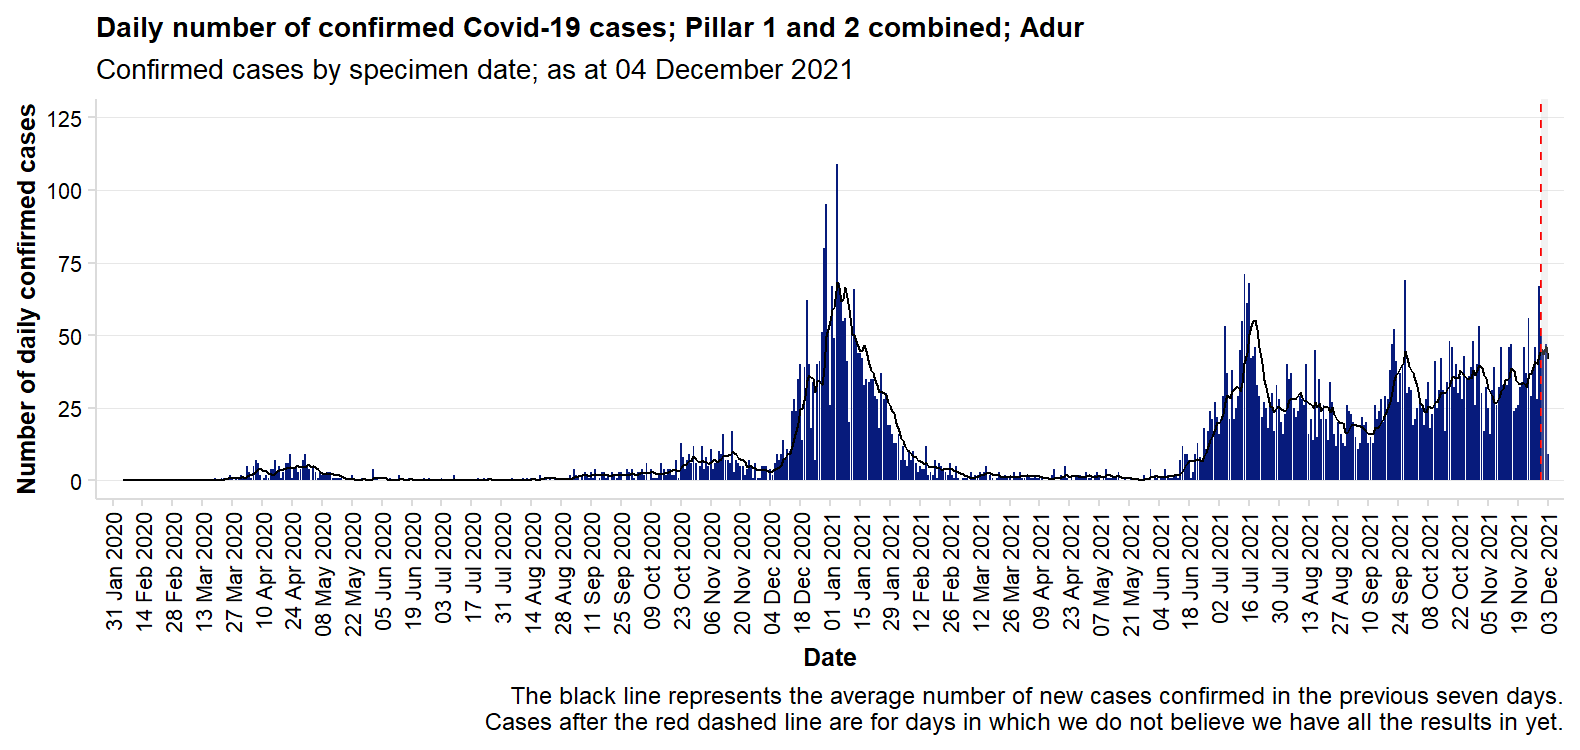 Daily number of confirmed Covid-19 cases; Pillar 1 and 2 combined; Adur
Confirmed cases by specimen date; as at 04 December 2021
Number of daily confirmed cases
125
100
75
50
25
0
31 Jan 2020
14 Feb 2020
28 Feb 2020
13 Mar 2020
27 Mar 2020
10 Apr 2020
24 Apr 2020
08 May 2020
22 May 2020
05 Jun 2020
19 Jun 2020
03 Jul 2020
17 Jul 2020
31 Jul 2020
14 Aug 2020
28 Aug 2020
11 Sep 2020
25 Sep 2020
09 Oct 2020
23 Oct 2020
06 Nov 2020
20 Nov 2020
04 Dec 2020
18 Dec 2020
01 Jan 2021
15 Jan 2021
29 Jan 2021
12 Feb 2021
26 Feb 2021
12 Mar 2021
26 Mar 2021
09 Apr 2021
23 Apr 2021
07 May 2021
21 May 2021
04 Jun 2021
18 Jun 2021
02 Jul 2021
16 Jul 2021
30 Jul 2021
13 Aug 2021
27 Aug 2021
10 Sep 2021
24 Sep 2021
08 Oct 2021
22 Oct 2021
05 Nov 2021
19 Nov 2021
03 Dec 2021
Date
The black line represents the average number of new cases confirmed in the previous seven days.
Cases after the red dashed line are for days in which we do not believe we have all the results in yet.